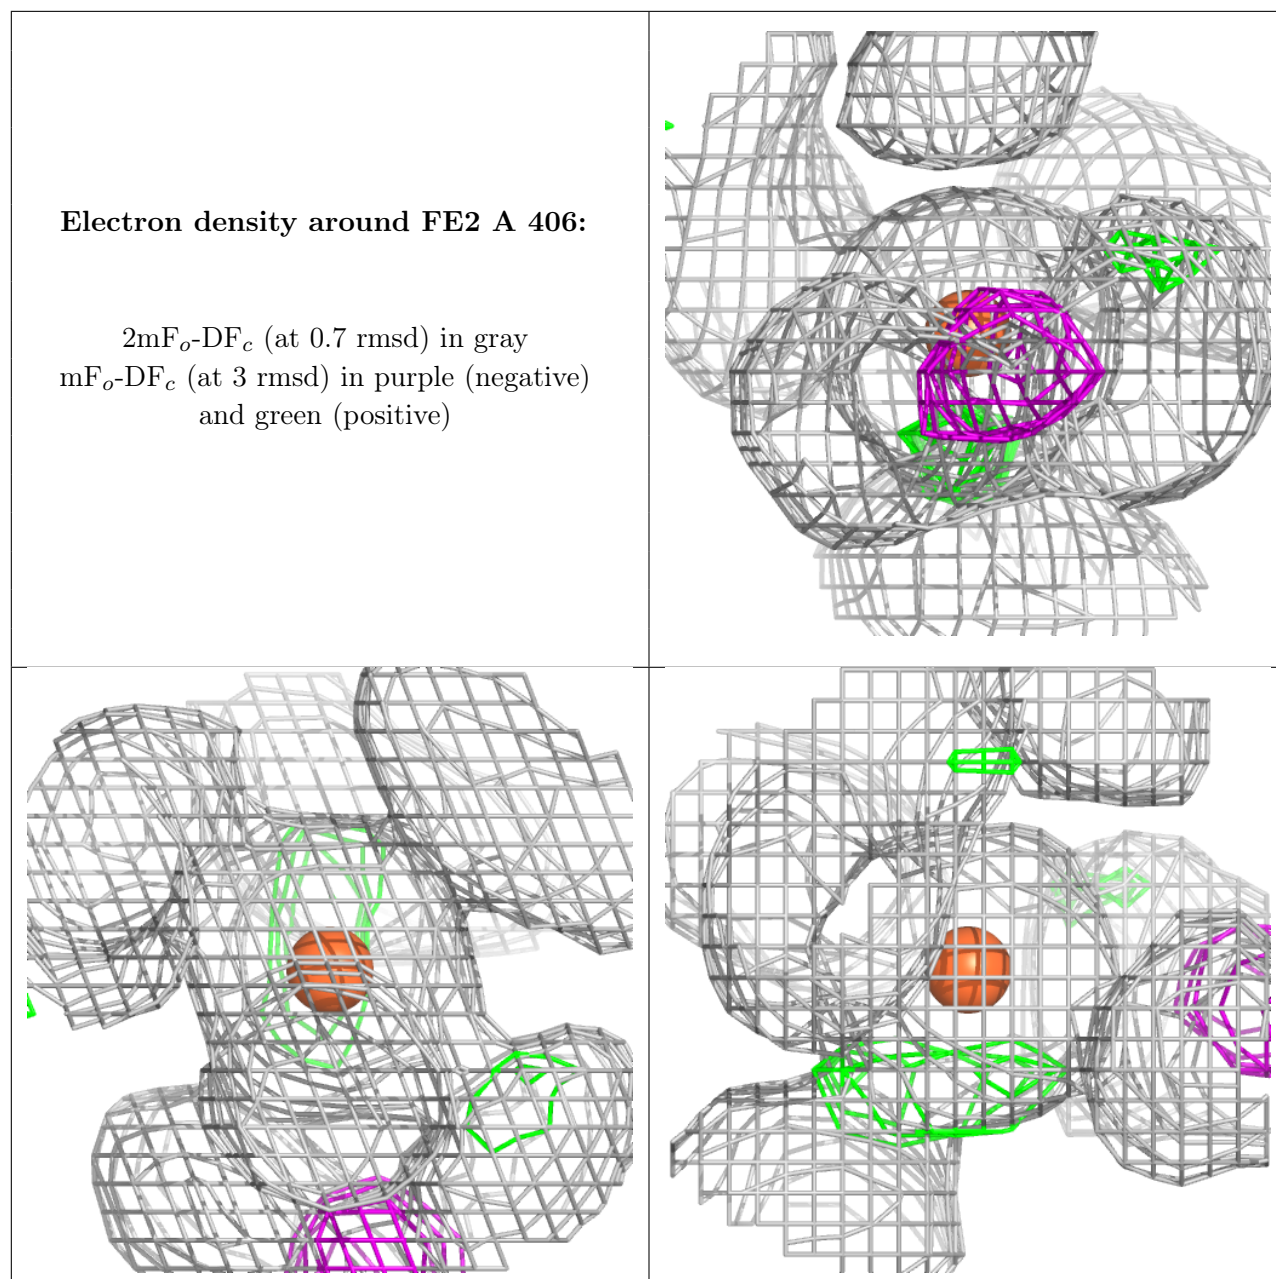 Electron density around FE2 A 406:
2mFo-DFc (at 0.7 rmsd) in gray
mFo-DFc (at 3 rmsd) in purple (negative)
and green (positive)